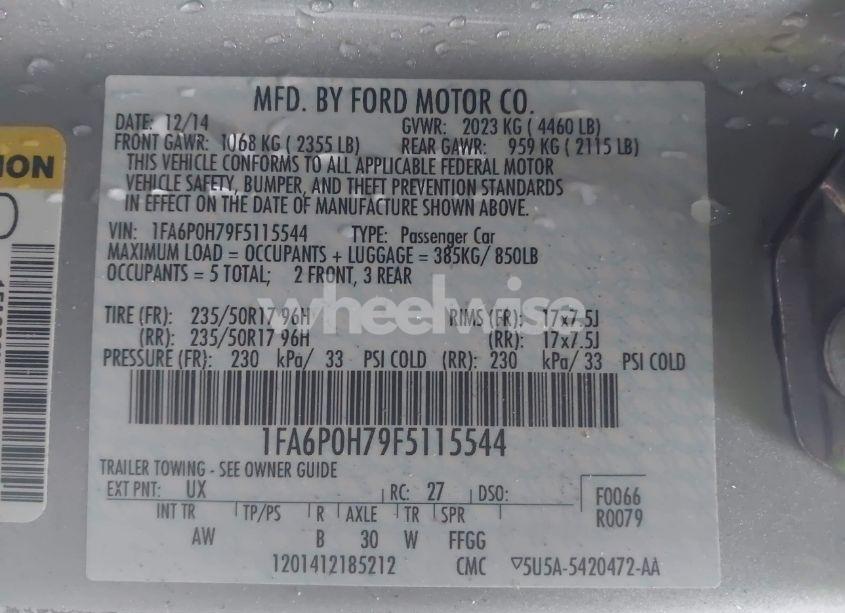 MFD. BY FORD MOTOR CO.
DATE: 12/14 GVWR: 2023 KG ( 4460 LB)
FRONT GAWR: 1068 KG ( 2355 LB) REAR GAWR: 959 KG ( 2115 LB)
THIS VEHICLE CONFORMS TO ALL APPLICABLE FEDERAL MOTOR
VEHICLE SAFETY, BUMPER, AND THEFT PREVENTION STANDARDS
IN EFFECT ON THE DATE OF MANUFACTURE SHOWN ABOVE.
VIN: 1FA6P0H79F5115544 TYPE: Passenger Car
MAXIMUM LOAD = OCCUPANTS + LUGGAGE = 385KG/ 850LB
OCCUPANTS = 5 TOTAL; 2 FRONT, 3 REAR
wheelwise
TIRE (FR): 235/50R17 96H RIMS (FR): 17x7.5J
(RR): 235/50R17 96H (RR): 17x7.5J
PRESSURE (FR): 230 kPa/ 33 PSI COLD (RR): 230 kPa/ 33 PSI COLD
1FA6P0H79F5115544
TRAILER TOWING - SEE OWNER GUIDE
EXT PNT: UX RC: 27 DSO: F0066
R0079
INT TR TP/PS R AXLE TR SPR
AW B 30 W FFGG
1201412185212 CMC ▽5U5A-5420472-AA